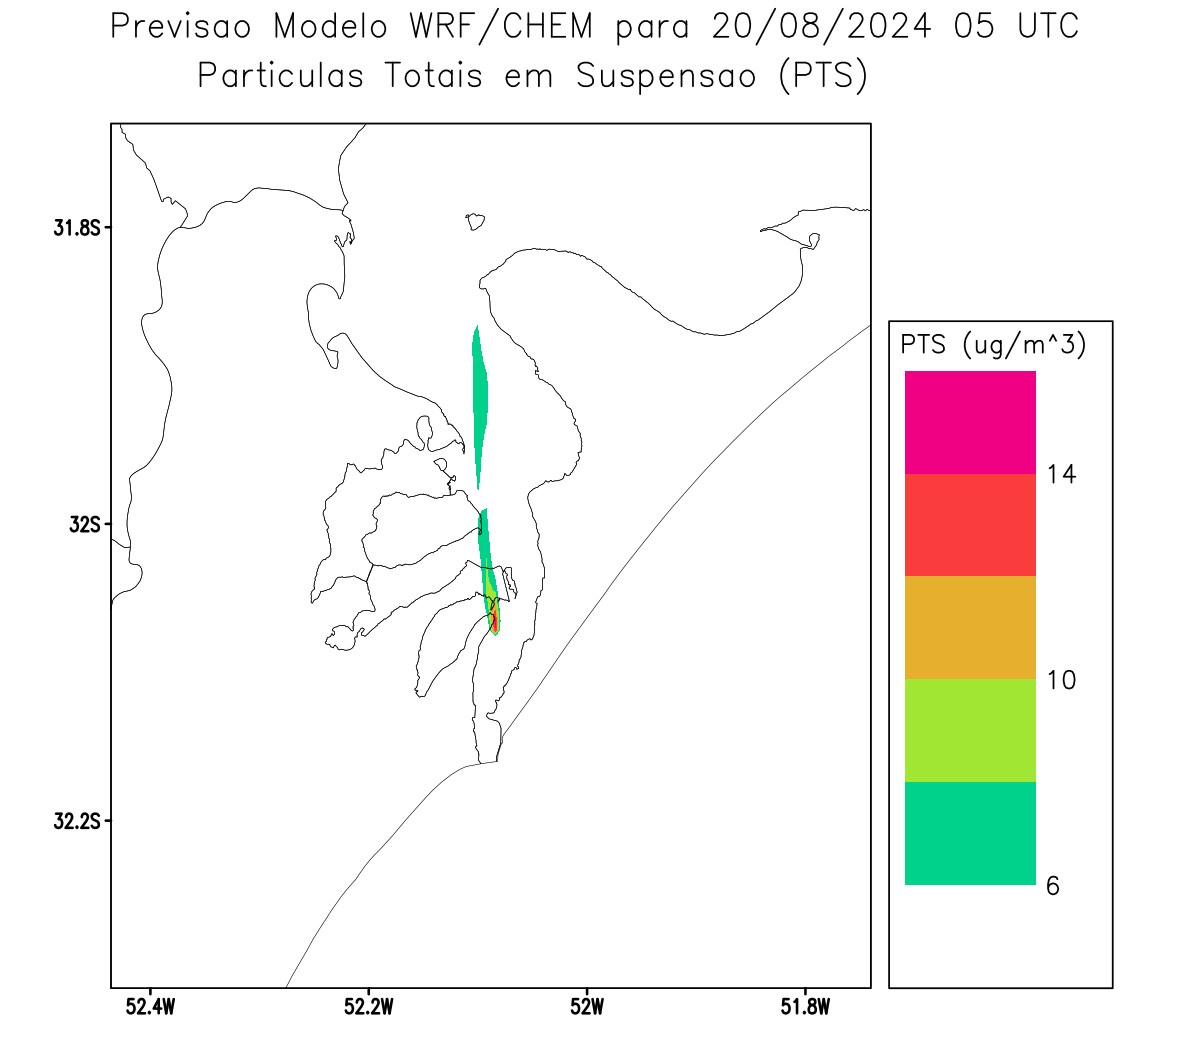 Previsao Modelo WRF/CHEM para 20/08/2024 05 UTC
Particulas Totais em Suspensao (PTS)
31.8S
32S
32.2S
52.4W
52.2W
52W
51.8W
PTS (ug/m^3)
14
10
6